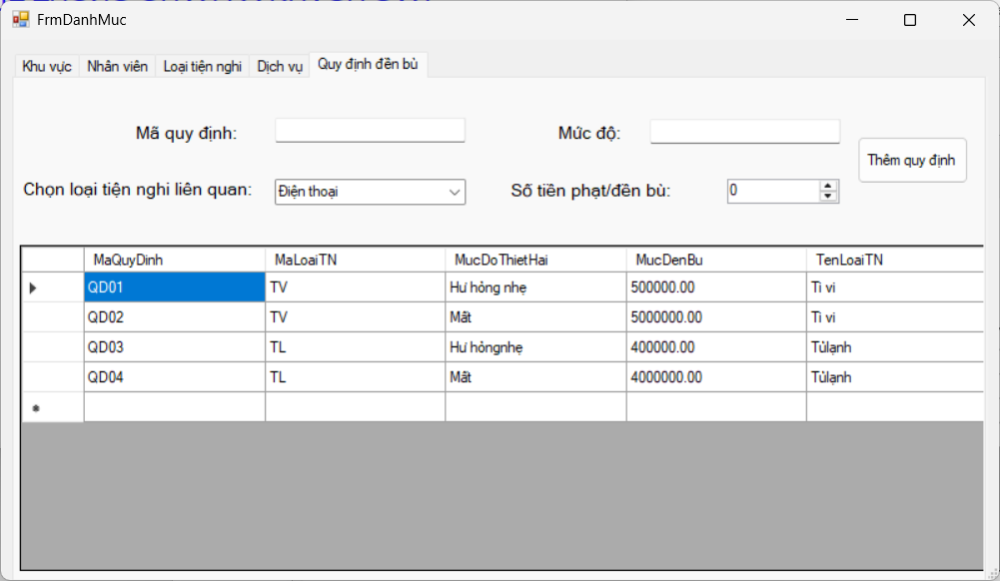 FrmDanhMuc
Khu vực Nhân viên Loại tiện nghi Dịch vụ Quy định đền bù
Mã quy định: Mức độ:
Thêm quy định
Chọn loại tiện nghi liên quan: Điện thoại Số tiền phạt/đền bù: 0
MaQuyDinh MaLoaiTN MucDoThietHai MucDenBu TenLoaiTN
QD01 TV Hư hỏng nhẹ 500000.00 Ti vi
QD02 TV Mất 5000000.00 Ti vi
QD03 TL Hư hỏngnhẹ 400000.00 Tủlạnh
QD04 TL Mất 4000000.00 Tủlạnh